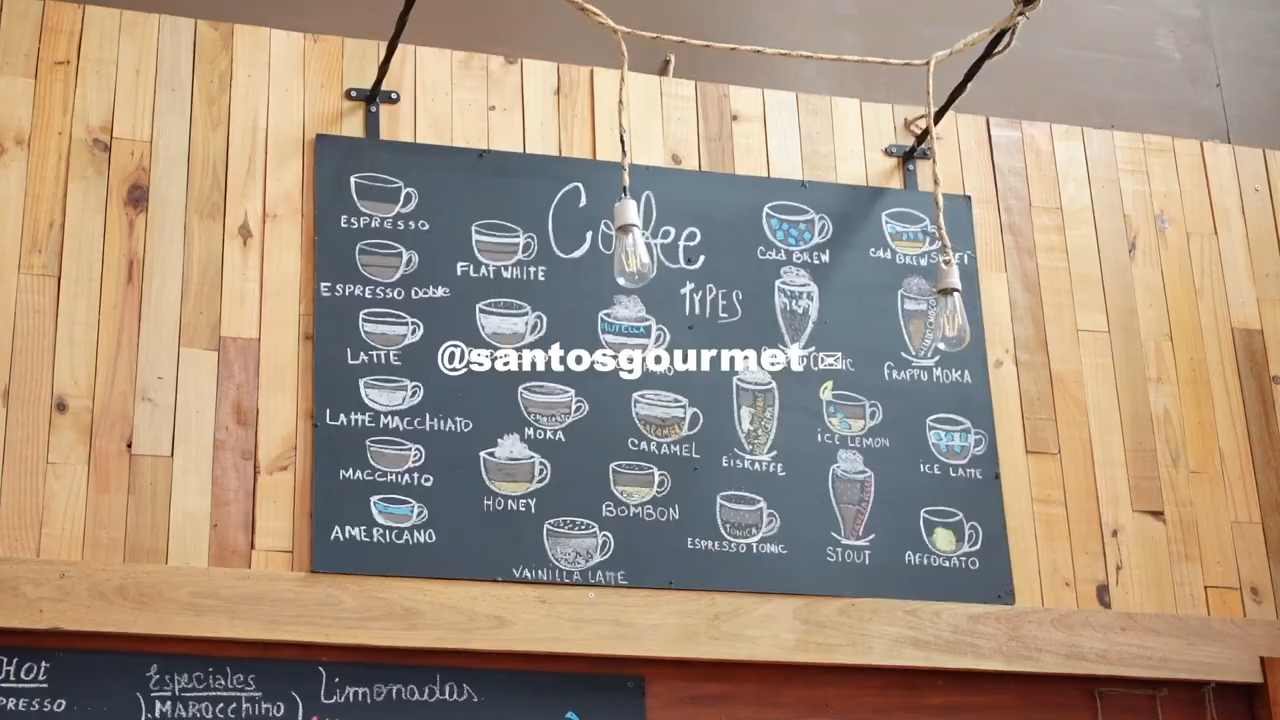 Coffee
TYPES
ESPRESSO
ESPRESSO Doble
LATTE
LATTE MACCHIATO
MACCHIATO
AMERICANO
FLAT WHITE
NUTELLA
@santosgourmet
CHOCOLATE
MOKA
CARAMEL
CARAMEL
HONEY
BOMBON
VAINILLA LATTE
Cold BREW
Cold BREW SWEET
FRAPPU MOKA
EISKAFFE
ICE LEMON
ICE LATTE
TONICA
ESPRESSO TONIC
STOUT
AFFOGATO
Hot
PRESSO ....
Especiales
MAROCChINO
Limonadas